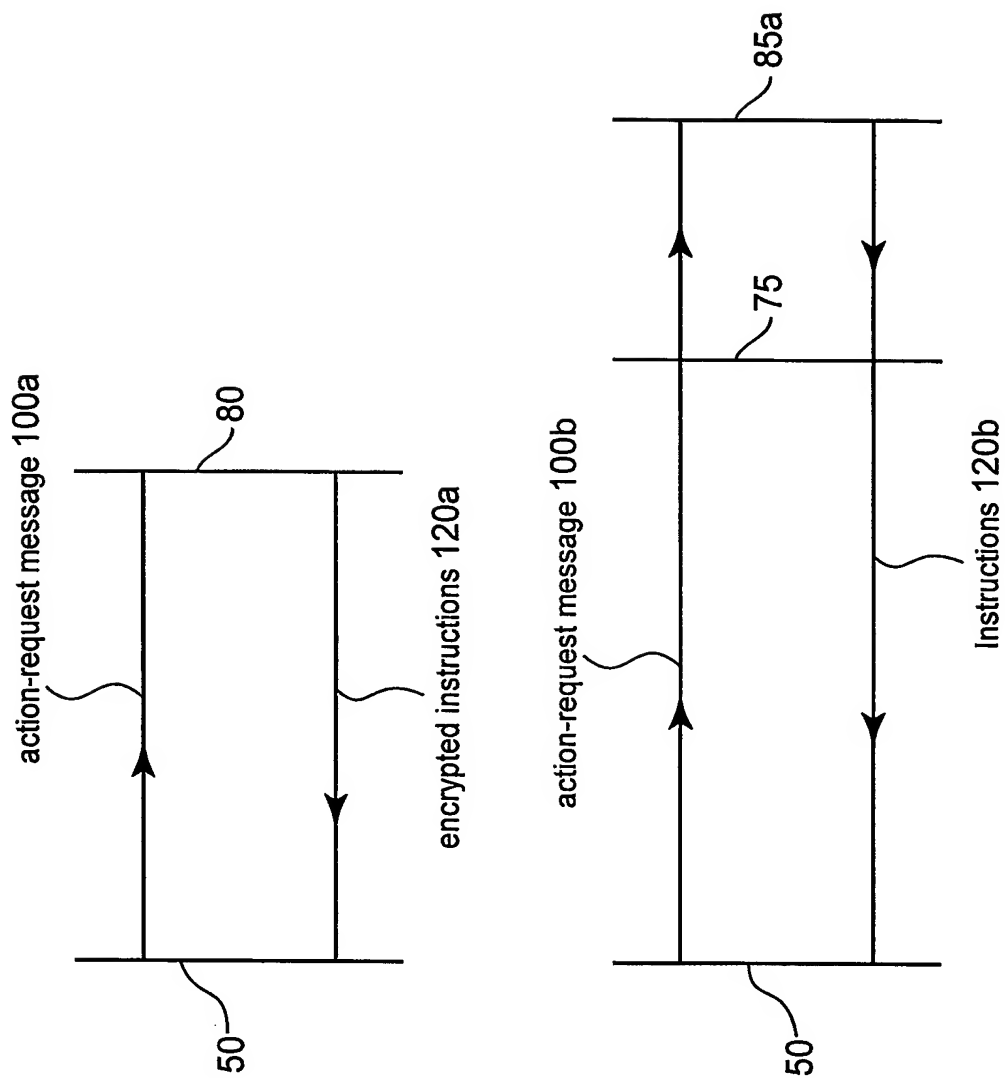 action-request message 100a
80
50
encrypted instructions 120a
action-request message 100b
75
85a
50
Instructions 120b